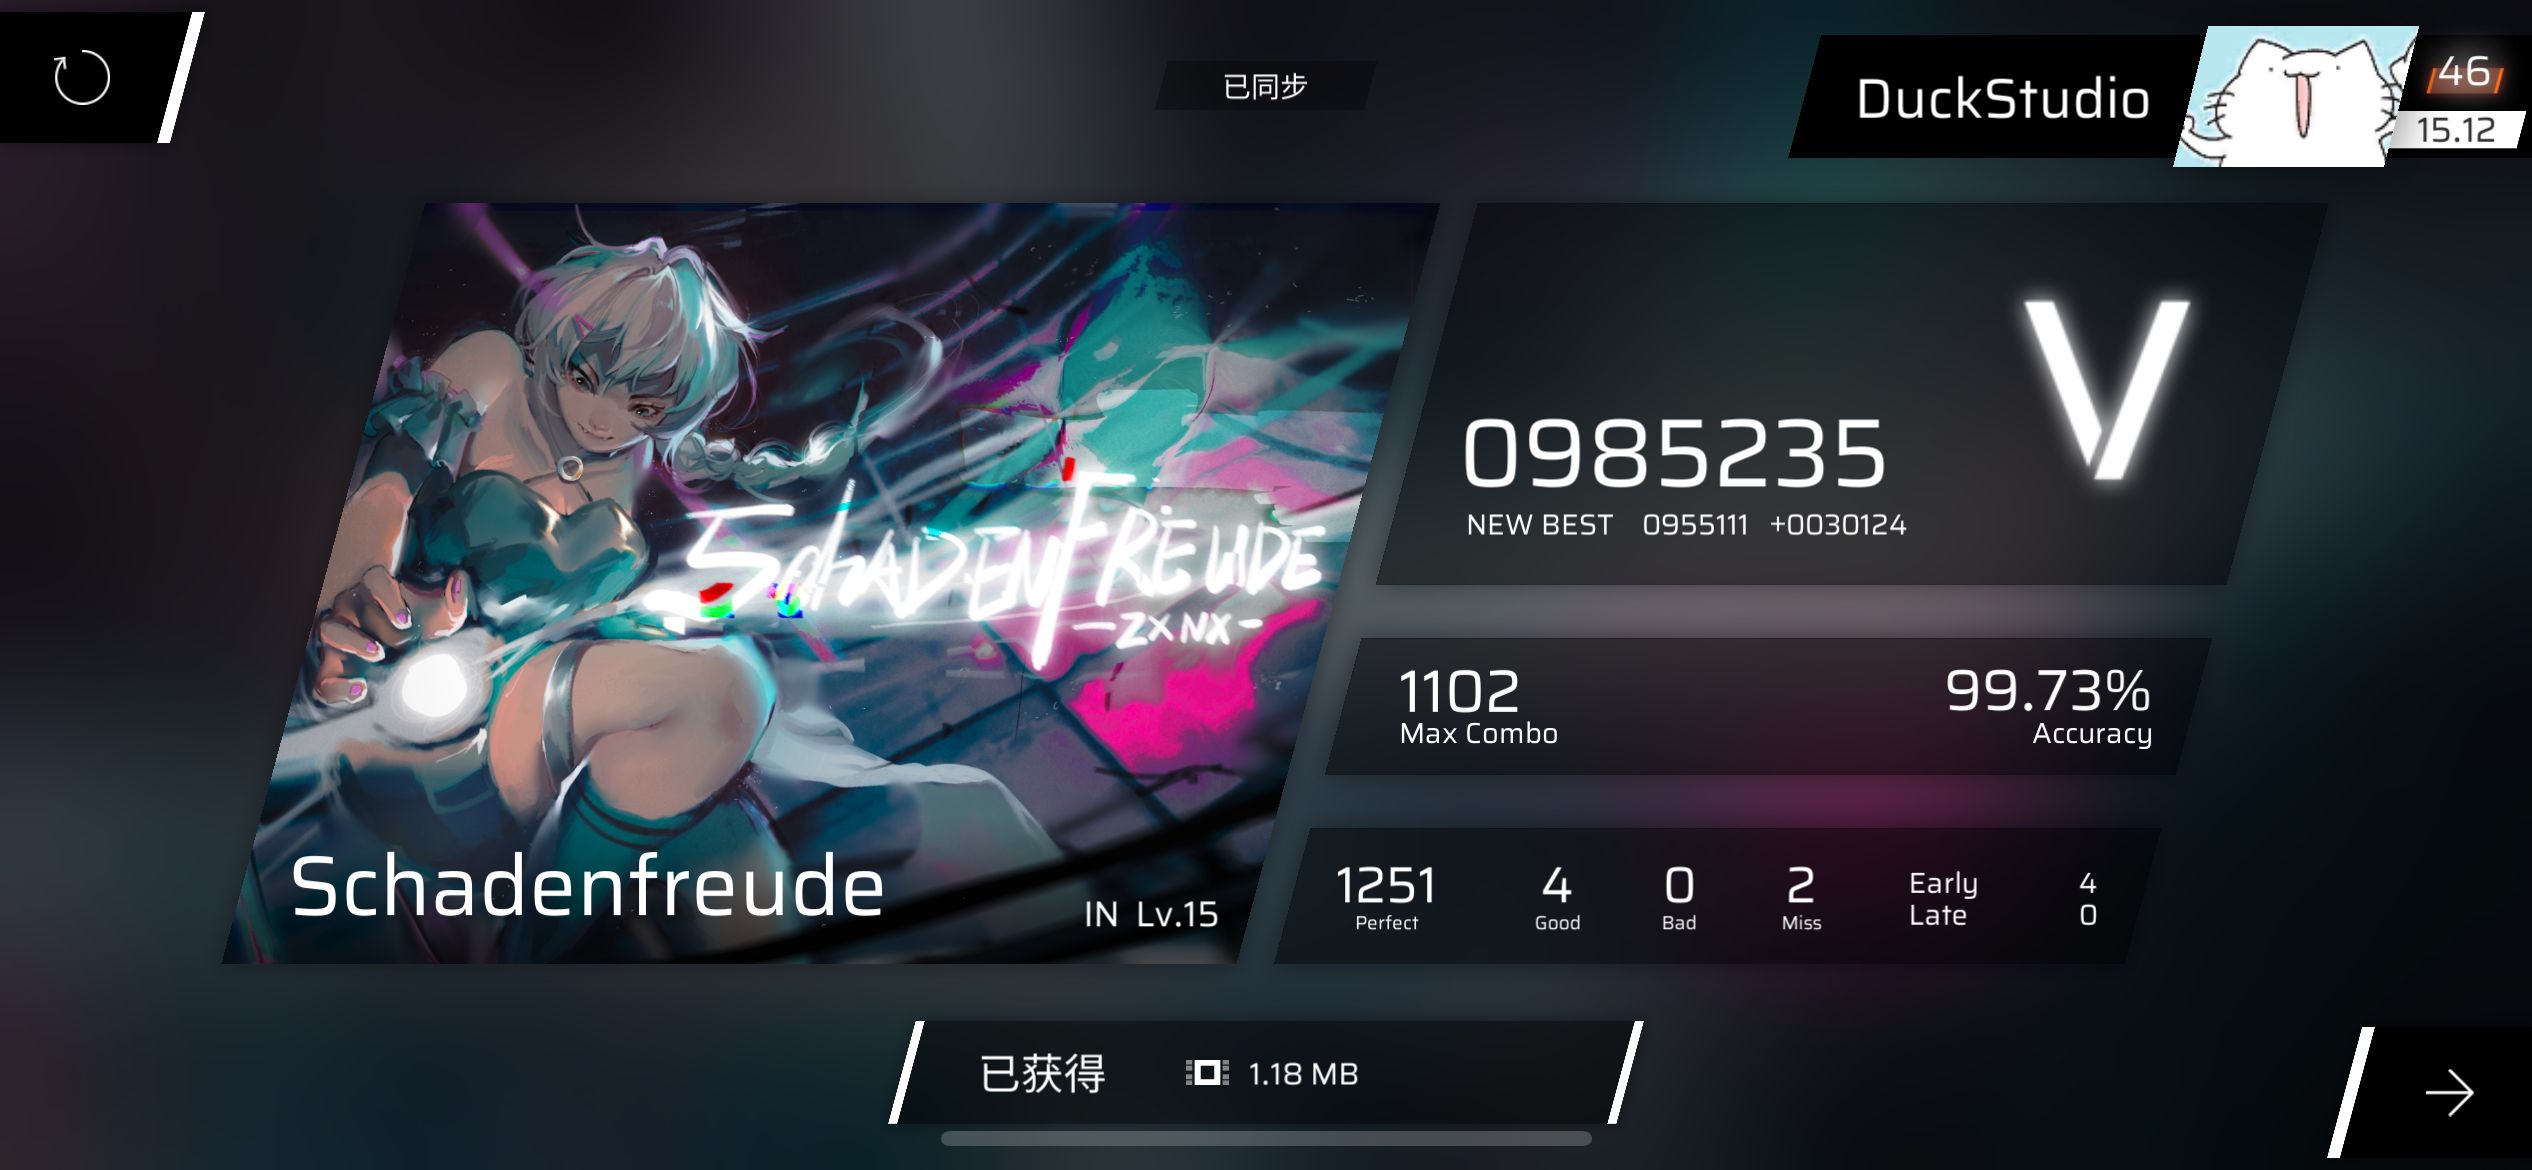 已同步
DuckStudio
46
15.12
SchADENFREUDE
-ZXNX-
Schadenfreude
IN Lv.15
0985235
V
NEW BEST 0955111 +0030124
1102
Max Combo
99.73%
Accuracy
1251
Perfect
4
Good
0
Bad
2
Miss
Early 4
Late 0
已获得 1.18 MB